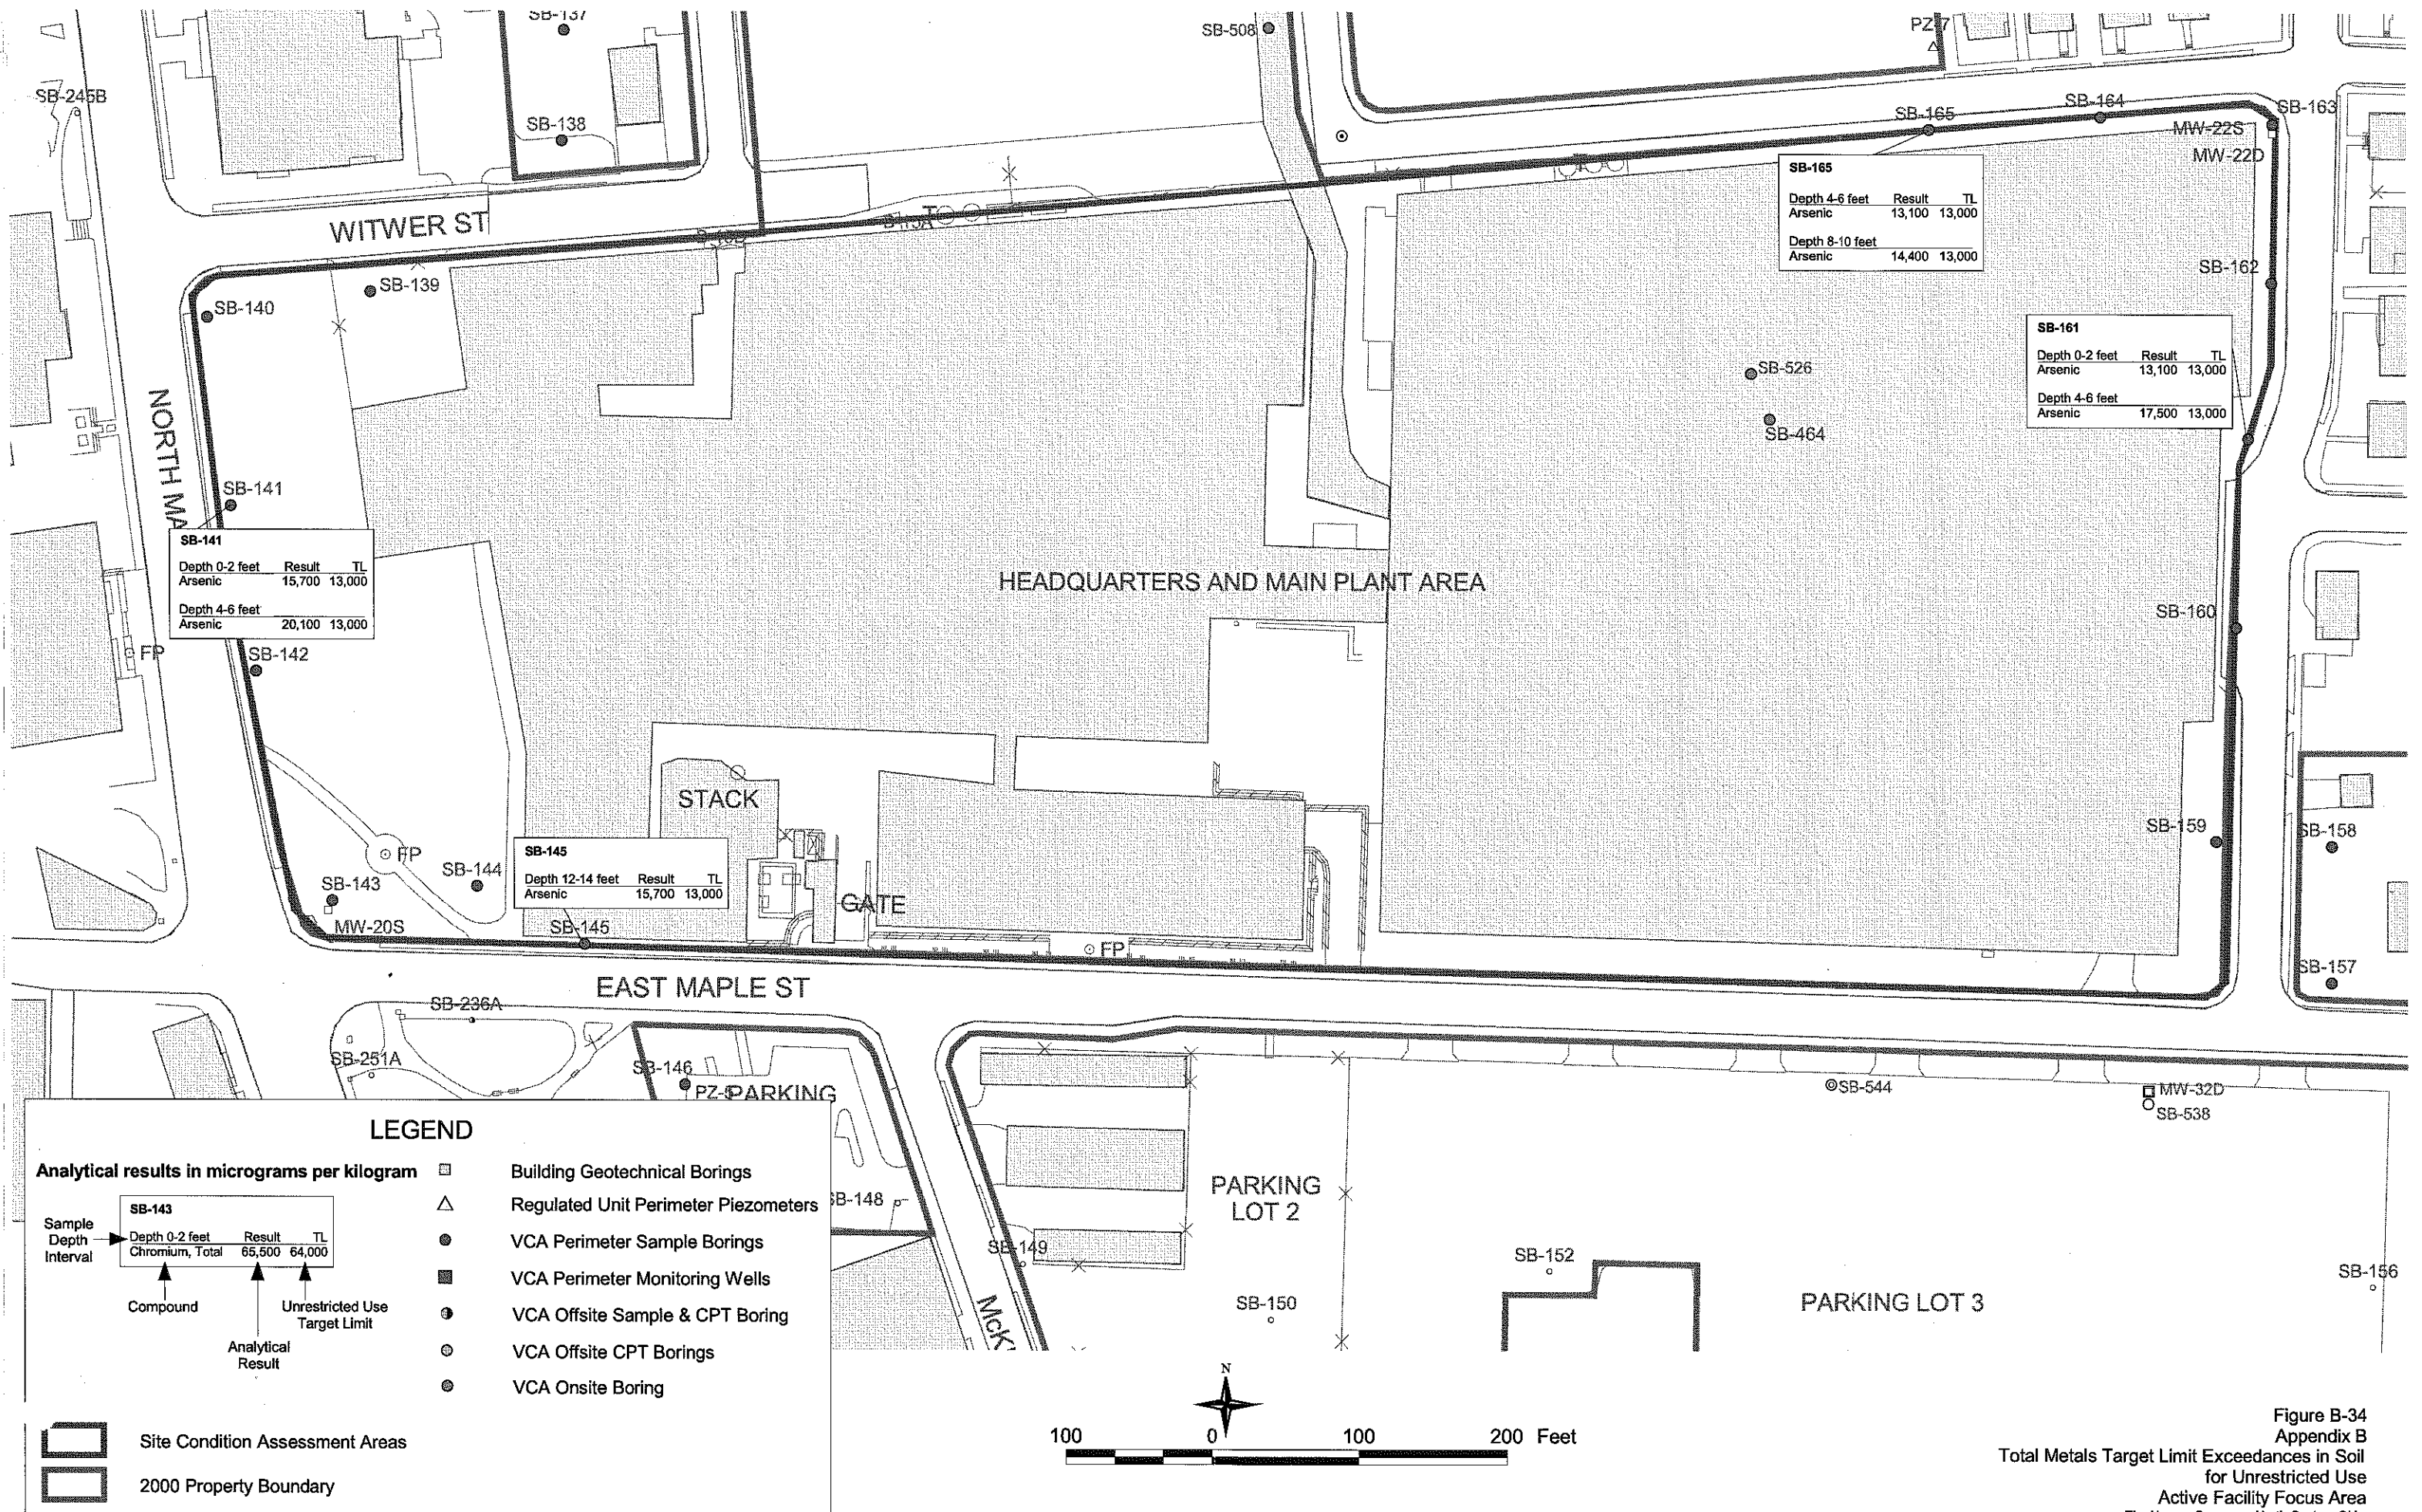 SB-137
SB-508
PZ-7
SB-245B
SB-138
SB-165
SB-164
SB-163
MW-22S
MW-22D
SB-165
Depth 4-6 feet Result TL
Arsenic 13,100 13,000
Depth 8-10 feet
Arsenic 14,400 13,000
WITWER ST
SB-139
SB-140
SB-162
SB-161
Depth 0-2 feet Result TL
Arsenic 13,100 13,000
Depth 4-6 feet
Arsenic 17,500 13,000
SB-526
SB-464
NORTH MA
SB-141
SB-141
Depth 0-2 feet Result TL
Arsenic 15,700 13,000
Depth 4-6 feet
Arsenic 20,100 13,000
HEADQUARTERS AND MAIN PLANT AREA
SB-160
FP
SB-142
STACK
SB-159
SB-158
FP
SB-144
SB-143
SB-145
Depth 12-14 feet Result TL
Arsenic 15,700 13,000
GATE
MW-20S
SB-145
FP
SB-157
EAST MAPLE ST
SB-236A
SB-251A
SB-146
PARKING
SB-544
MW-32D
SB-538
SB-148
SB-149
PARKING
LOT 2
SB-150
SB-152
SB-156
PARKING LOT 3
McK
LEGEND
Analytical results in micrograms per kilogram
Sample
Depth
Interval
SB-143
Depth 0-2 feet Result TL
Chromium, Total 65,500 64,000
Compound
Unrestricted Use
Target Limit
Analytical
Result
Building Geotechnical Borings
Regulated Unit Perimeter Piezometers
VCA Perimeter Sample Borings
VCA Perimeter Monitoring Wells
VCA Offsite Sample & CPT Boring
VCA Offsite CPT Borings
VCA Onsite Boring
Site Condition Assessment Areas
2000 Property Boundary
N
100 0 100 200 Feet
Figure B-34
Appendix B
Total Metals Target Limit Exceedances in Soil
for Unrestricted Use
Active Facility Focus Area